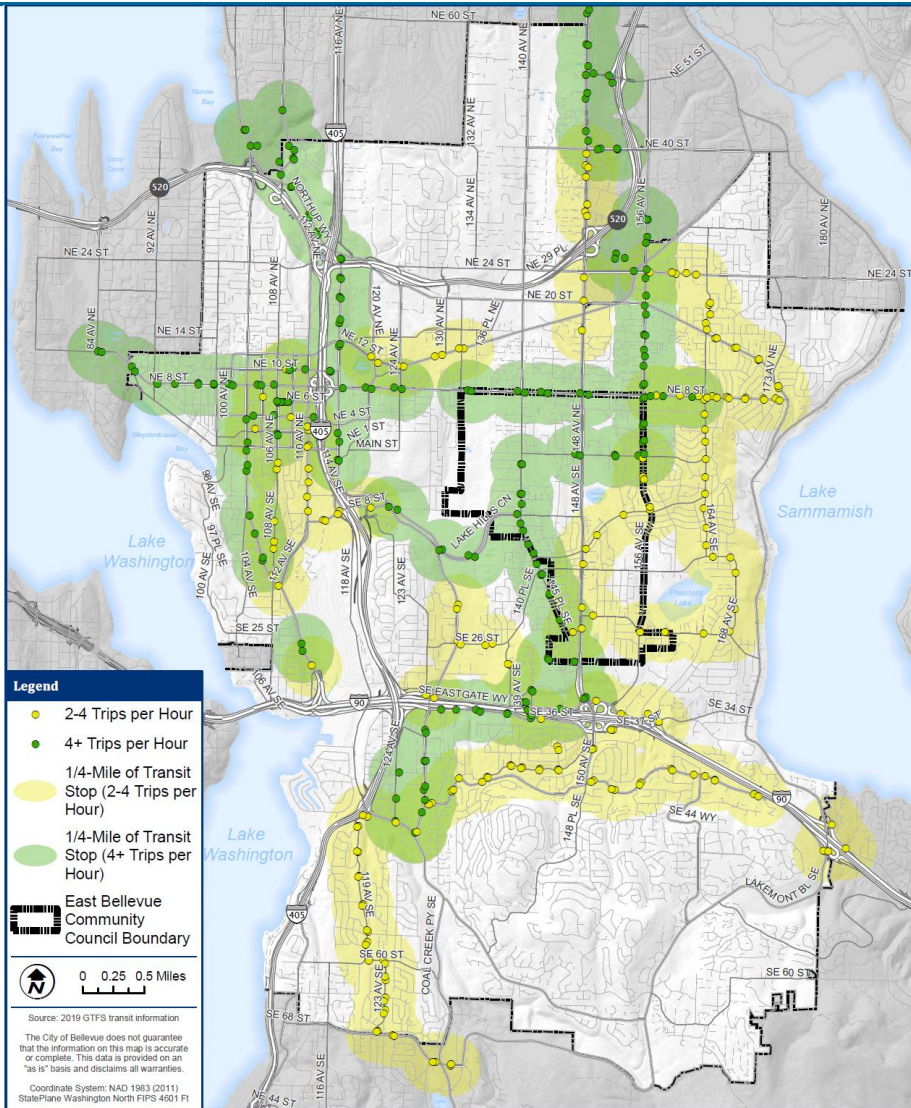 NE 60 ST
116 AV NE
140 AV NE
NE 51 ST
Yarrow
Bay
405
132 AV NE
Fairweather
Bay
Cozy
Cove
NE 40 ST
520
134 AV NE
NORTHUP WY
156 AV NE
180 AV NE
92 AV NE
112 AV NE
520
NE 24 ST
108 AV NE
NE 24 ST
NE 29 PL
NE 24 ST
120 AV NE
NE 20 ST
84 AV NE
NE 14 ST
130 AV NE
136 PL NE
NE 12 ST
124 AV NE
NE 10 ST
173 AV NE
NE 8 ST
100 AV NE
NE 6 ST
NE 8 ST
106 AV NE
110 AV NE
NE 4 ST
405
NE 1 ST
148 AV NE
MAIN ST
Meydenbauer
Bay
114 AV SE
98 AV SE
148 AV SE
Lake
Sammamish
SE 8 ST
LAKE HILLS CN
97 PL SE
108 AV SE
164 AV SE
156 AV SE
Lake
Washington
100 AV SE
104 AV SE
112 AV SE
118 AV SE
123 AV SE
140 PL SE
145 PL SE
Phantom
Lake
168 AV SE
SE 25 ST
SE 26 ST
106 AV SE
139 AV SE
90
SE EASTGATE WY
SE 36 ST
SE 37 ST
SE 34 ST
124 AV SE
150 AV SE
90
148 PL SE
SE 44 WY
Lake
Washington
LAKEMONT BL SE
119 AV SE
405
COAL CREEK PY SE
SE 60 ST
SE 60 ST
123 AV SE
SE 68 ST
116 AV SE
NE 44 ST
Legend
2-4 Trips per Hour
4+ Trips per Hour
1/4-Mile of Transit
Stop (2-4 Trips per
Hour)
1/4-Mile of Transit
Stop (4+ Trips per
Hour)
East Bellevue
Community
Council Boundary
N
0 0.25 0.5 Miles
Source: 2019 GTFS transit information
The City of Bellevue does not guarantee
that the information on this map is accurate
or complete. This data is provided on an
"as is" basis and disclaims all warranties.
Coordinate System: NAD 1983 (2011)
StatePlane Washington North FIPS 4601 Ft